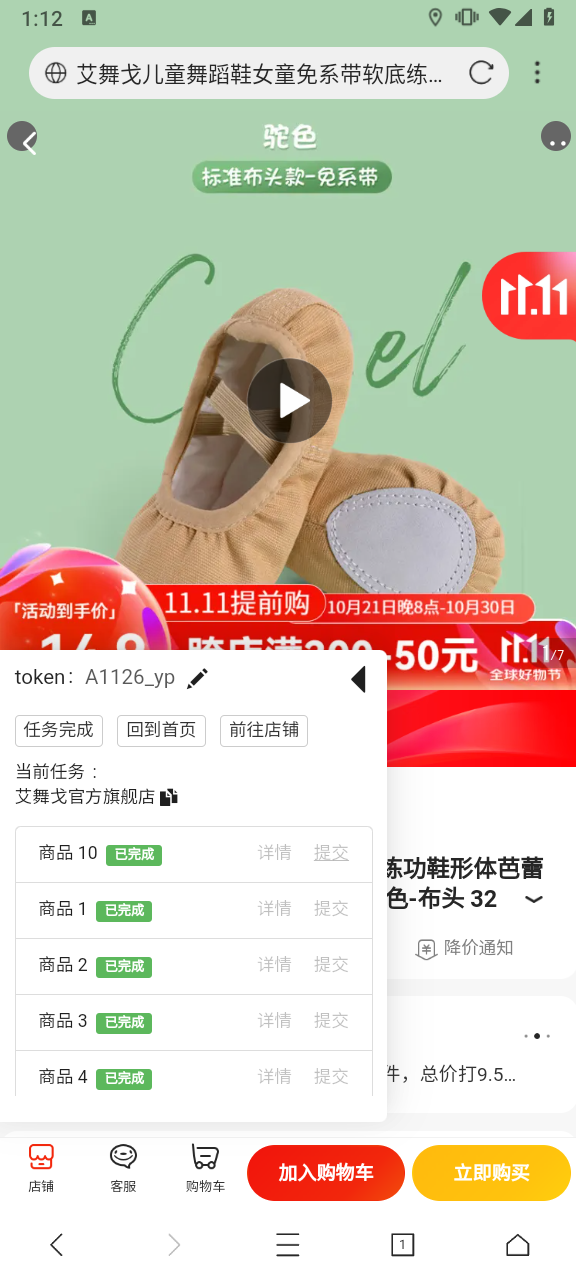 1:12
A
艾舞戈儿童舞蹈鞋女童免系带软底练...
驼色
标准布头款-免系带
11.11
C el
「活动到手价」
11.11提前购
10月21日晚8点-10月30日
-50元
11.11
全球好物节
/7
token： A1126_yp
任务完成
回到首页
前往店铺
当前任务：
艾舞戈官方旗舰店
商品 10 已完成 详情 提交
商品 1 已完成 详情 提交
商品 2 已完成 详情 提交
商品 3 已完成 详情 提交
商品 4 已完成 详情 提交
练功鞋形体芭蕾
色-布头 32
降价通知
件，总价打9.5...
店铺
客服
购物车
加入购物车
立即购买
1